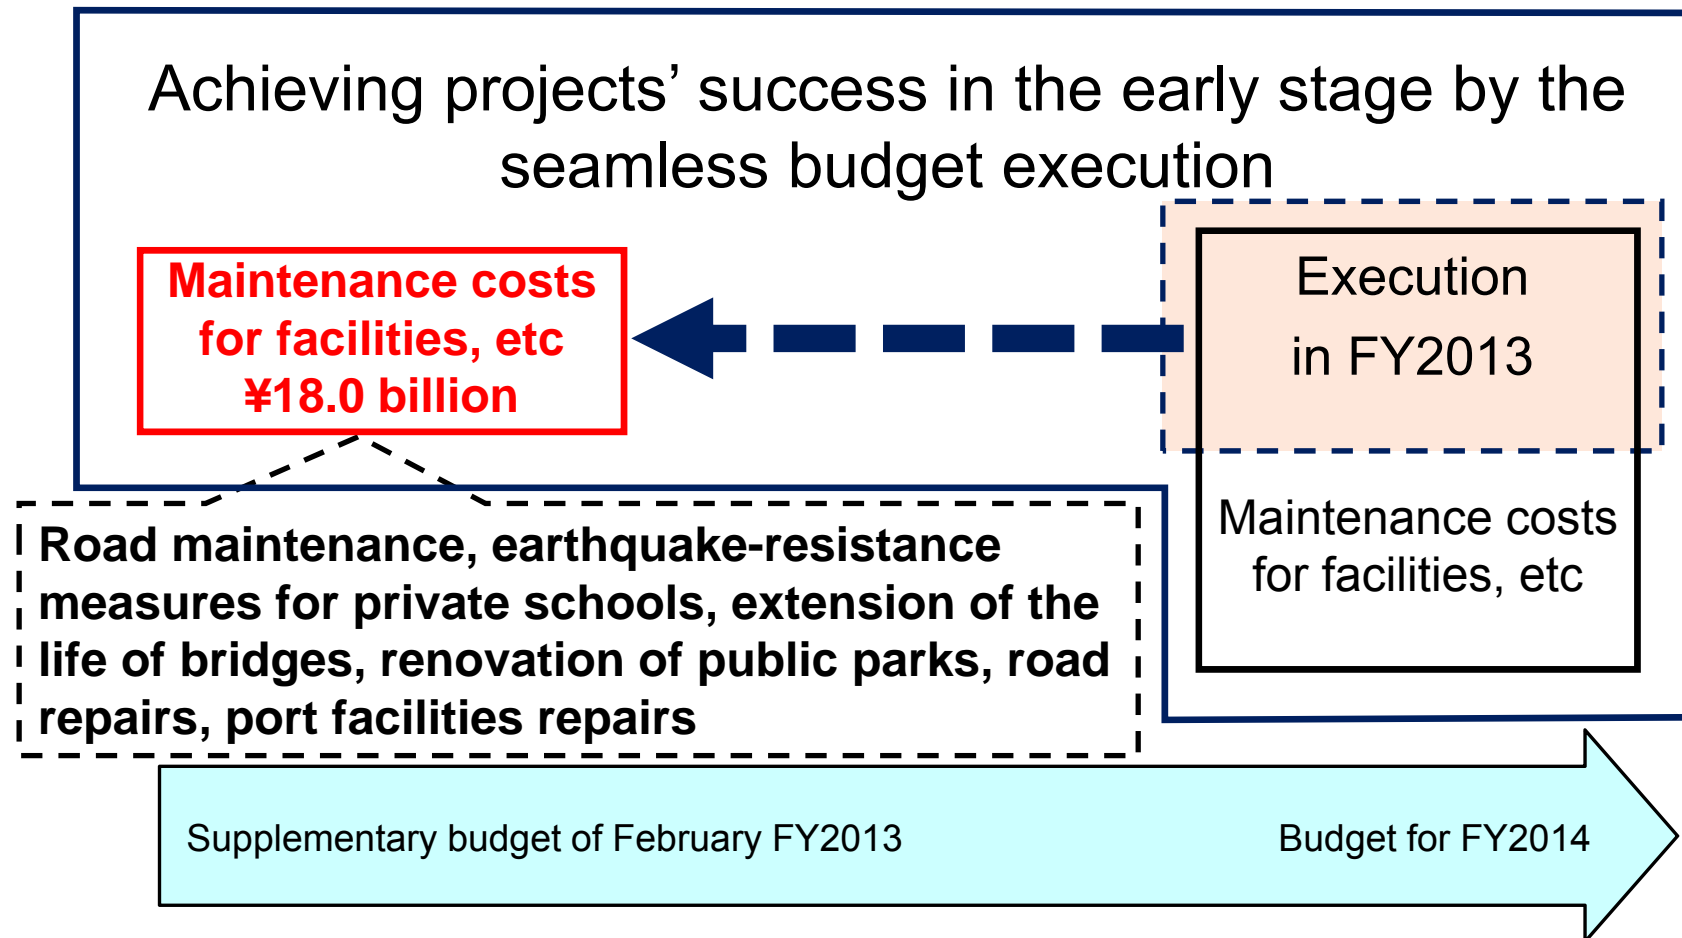 Achieving projects’ success in the early stage by the
seamless budget execution
Maintenance costs
for facilities, etc
¥18.0 billion
Execution
in FY2013
Maintenance costs
for facilities, etc
Road maintenance, earthquake-resistance
measures for private schools, extension of the
life of bridges, renovation of public parks, road
repairs, port facilities repairs
Supplementary budget of February FY2013
Budget for FY2014